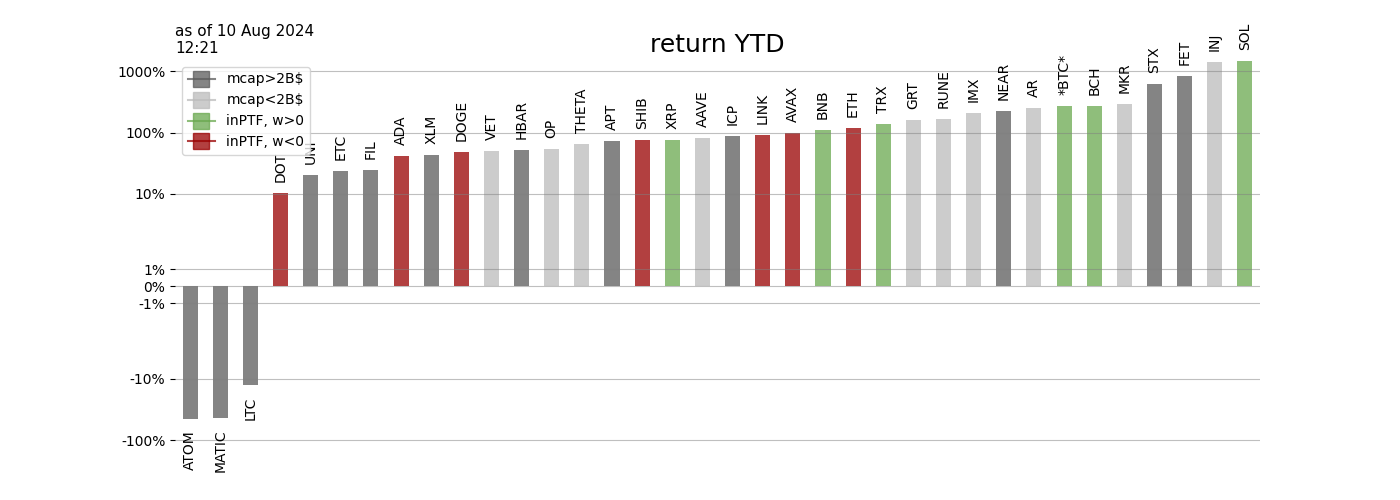 as of 10 Aug 2024
12:21
return YTD
mcap>2B$
mcap<2B$
inPTF, w>0
inPTF, w<0
1000%
100%
10%
1%
0%
-1%
-10%
-100%
ATOM
MATIC
LTC
DOT
UNI
ETC
FIL
ADA
XLM
DOGE
VET
HBAR
OP
THETA
APT
SHIB
XRP
AAVE
ICP
LINK
AVAX
BNB
ETH
TRX
GRT
RUNE
IMX
NEAR
AR
*BTC*
BCH
MKR
STX
FET
INJ
SOL